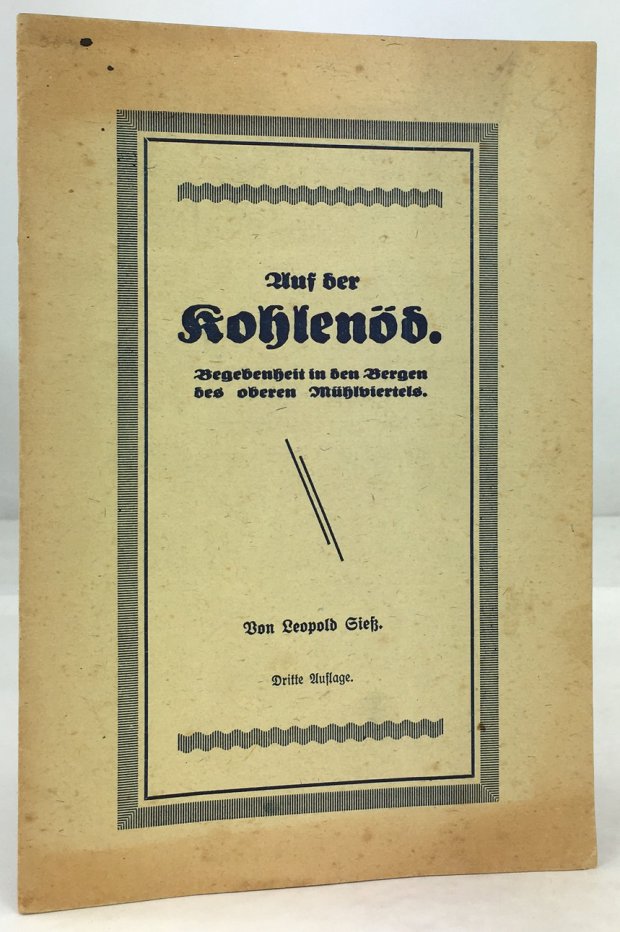 Auf der
Kohlenöd.
Begebenheit in den Bergen
des oberen Mühlviertels.
Von Leopold Sieß.
Dritte Auflage.